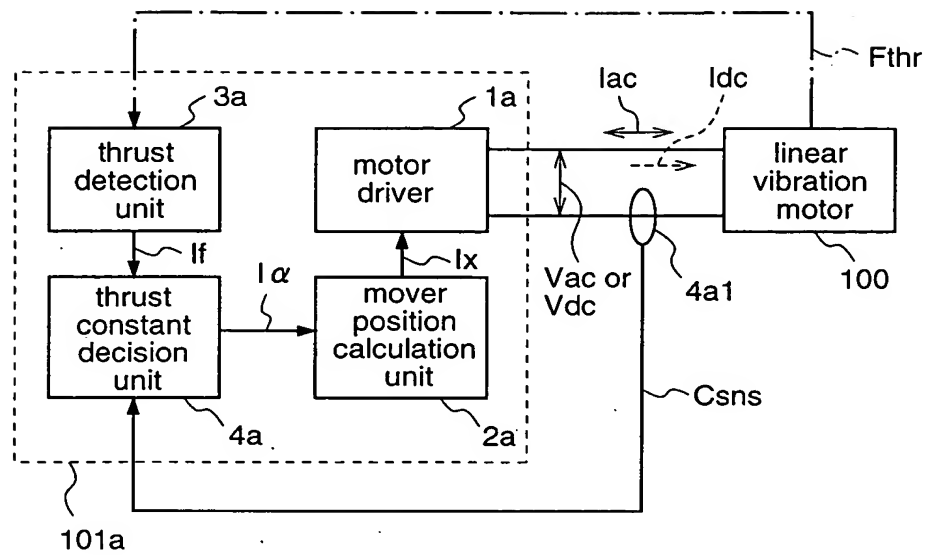 Fthr
Iac
Idc
3a
1a
thrust
detection
unit
motor
driver
linear
vibration
motor
If
Iα
Ix
Vac or
Vdc
4a1
100
thrust
constant
decision
unit
mover
position
calculation
unit
Csns
4a
2a
101a